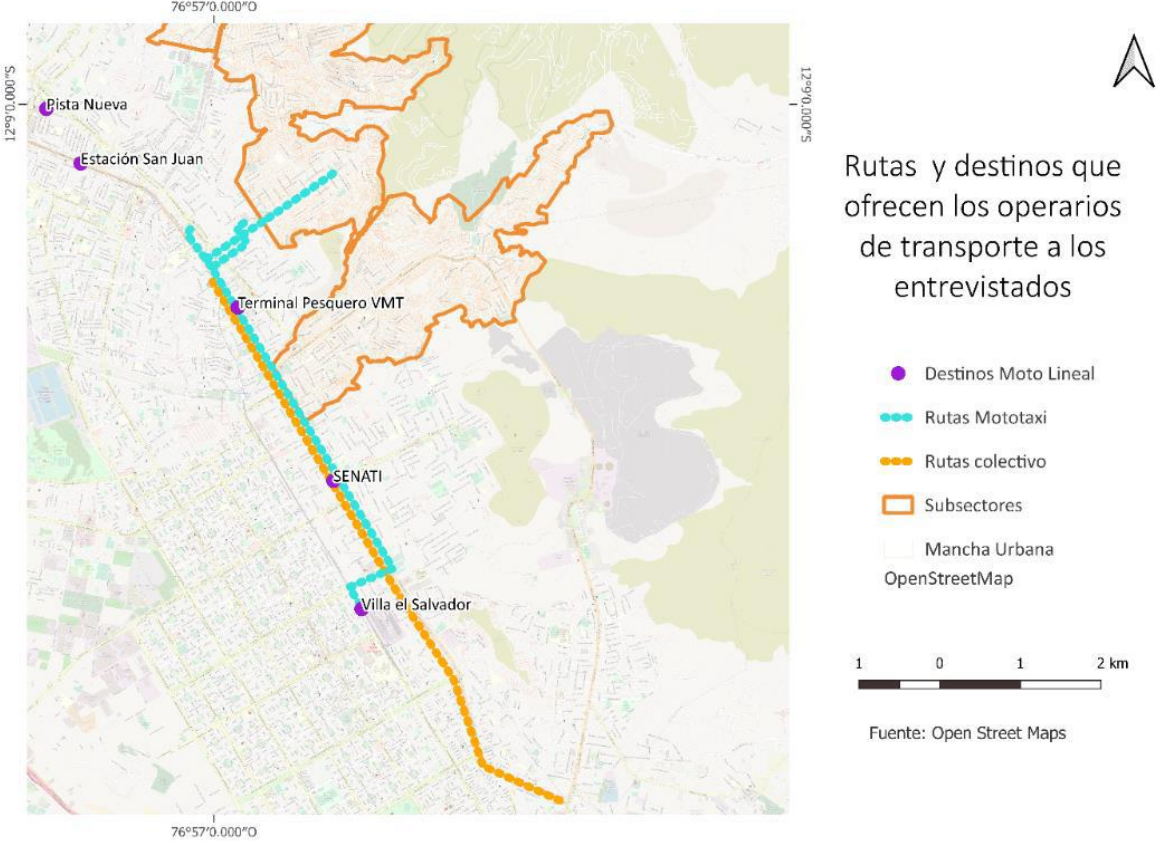 76°57'0.000"O
12°9'0.000"S
12°9'0.000"S
Pista Nueva
Estación San Juan
Terminal Pesquero VMT
SENATI
Villa el Salvador
76°57'0.000"O
Rutas y destinos que
ofrecen los operarios
de transporte a los
entrevistados
Destinos Moto Lineal
Rutas Mototaxi
Rutas colectivo
Subsectores
Mancha Urbana
OpenStreetMap
1 0 1 2 km
Fuente: Open Street Maps